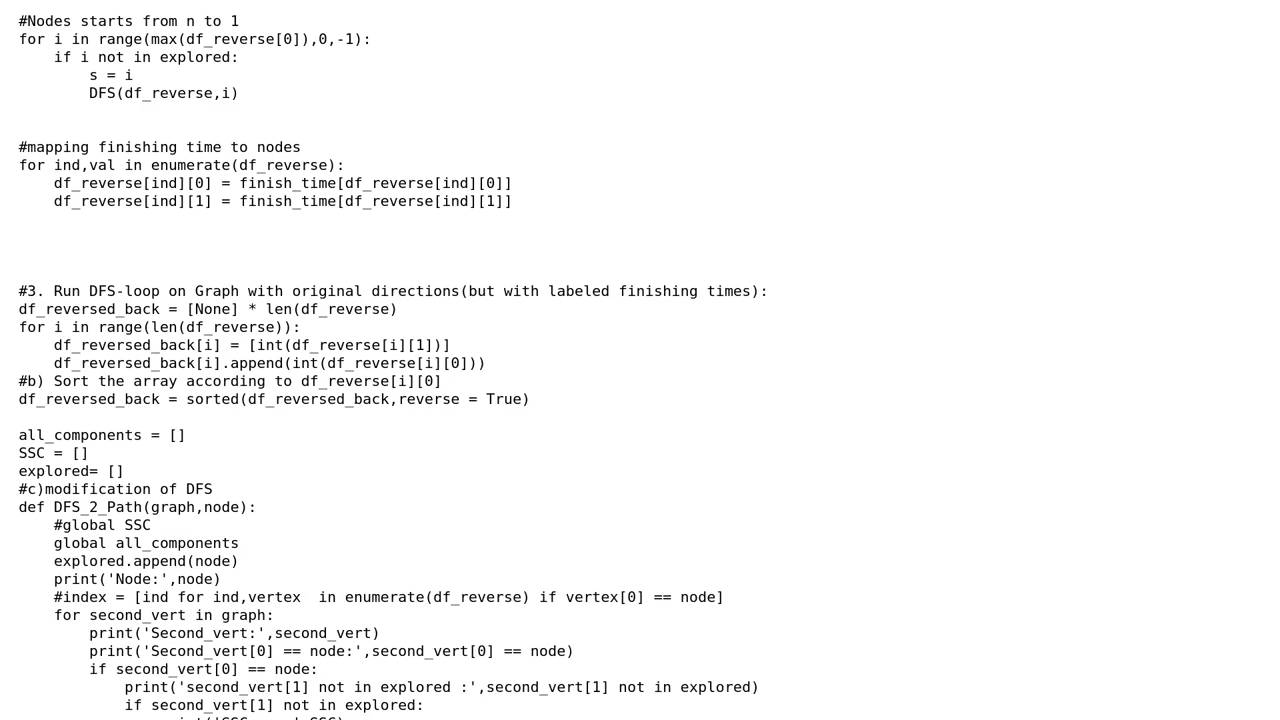 #Nodes starts from n to 1
for i in range(max(df_reverse[0]),0,-1):
    if i not in explored:
        s = i
        DFS(df_reverse,i)
#mapping finishing time to nodes
for ind,val in enumerate(df_reverse):
    df_reverse[ind][0] = finish_time[df_reverse[ind][0]]
    df_reverse[ind][1] = finish_time[df_reverse[ind][1]]
#3. Run DFS-loop on Graph with original directions(but with labeled finishing times):
df_reversed_back = [None] * len(df_reverse)
for i in range(len(df_reverse)):
    df_reversed_back[i] = [int(df_reverse[i][1])]
    df_reversed_back[i].append(int(df_reverse[i][0]))
#b) Sort the array according to df_reverse[i][0]
df_reversed_back = sorted(df_reversed_back,reverse = True)
all_components = []
SSC = []
explored= []
#c)modification of DFS
def DFS_2_Path(graph,node):
    #global SSC
    global all_components
    explored.append(node)
    print('Node:',node)
    #index = [ind for ind,vertex  in enumerate(df_reverse) if vertex[0] == node]
    for second_vert in graph:
        print('Second_vert:',second_vert)
        print('Second_vert[0] == node:',second_vert[0] == node)
        if second_vert[0] == node:
            print('second_vert[1] not in explored :',second_vert[1] not in explored)
            if second_vert[1] not in explored: